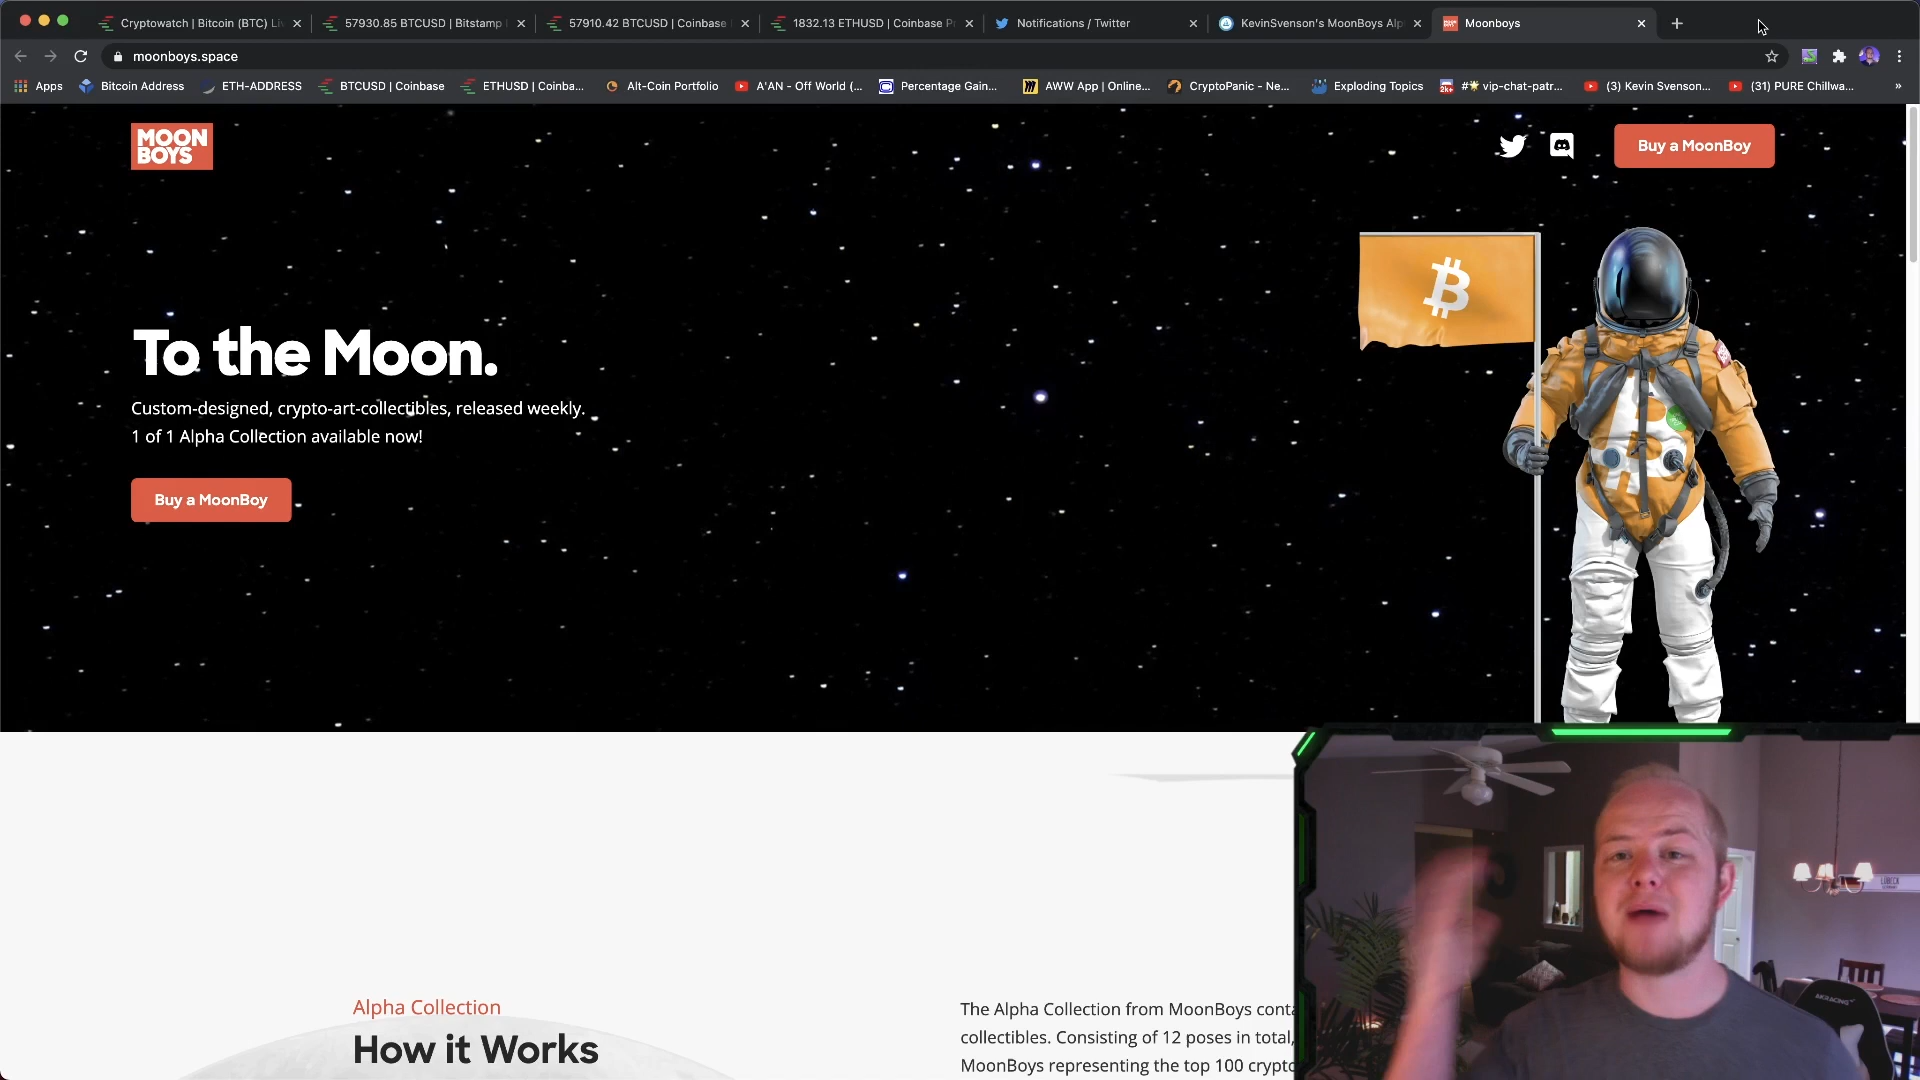 Cryptowatch | Bitcoin (BTC) Li
57930.85 BTCUSD | Bitstamp
57910.42 BTCUSD | Coinbase
1832.13 ETHUSD | Coinbase P
Notifications / Twitter
KevinSvenson's MoonBoys Alp
Moonboys
moonboys.space
Apps
Bitcoin Address
ETH-ADDRESS
BTCUSD | Coinbase
ETHUSD | Coinba...
Alt-Coin Portfolio
A'AN - Off World (...
Percentage Gain...
AWW App | Online...
CryptoPanic - Ne...
Exploding Topics
#🌟 vip-chat-patr...
(3) Kevin Svenson...
(31) PURE Chillwa...
»
MOON
BOYS
Buy a MoonBoy
To the Moon.
Custom-designed, crypto-art-collectibles, released weekly.
1 of 1 Alpha Collection available now!
Buy a MoonBoy
Alpha Collection
How it Works
The Alpha Collection from MoonBoys conta
collectibles. Consisting of 12 poses in total,
MoonBoys representing the top 100 crypto
AKRACING